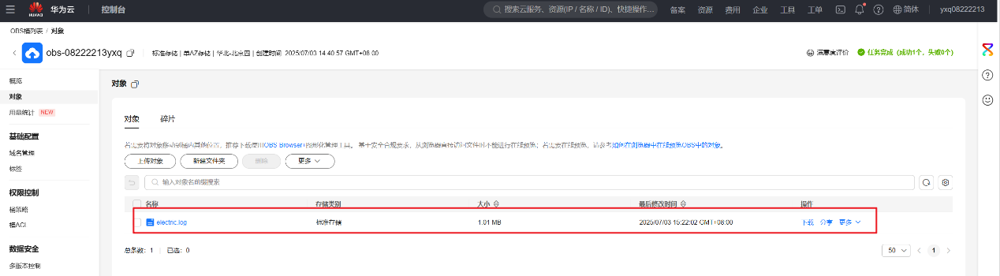 HUAWEI 华为云 控制台 搜索云服务、资源(IP / 名称 / ID)、快捷操作... 备案 资源 费用 企业 工具 工单 简体 yxq08222213
OBS桶列表 / 对象
obs-08222213yxq 标准存储 | 单AZ存储 | 华北-北京四 | 创建时间 2025/07/03 14:40:57 GMT+08:00 满意度评价 任务完成（成功1个，失败0个）
概览
对象
用量统计 NEW
基础配置
域名管理
标签
权限控制
桶策略
桶ACL
数据安全
多版本控制
对象
对象 碎片
若需要将对象移动到桶内其他位置，推荐下载使用OBS Browser+图形化管理工具。 基于安全合规要求，从浏览器直接访问文件时不能进行在线预览；若需在线预览，请参考如何在浏览器中在线预览OBS中的对象。
上传对象 新建文件夹 删除 更多
输入对象名前缀搜索
名称 存储类别 大小 最后修改时间 操作
electric.log 标准存储 1.01 MB 2025/07/03 15:22:02 GMT+08:00 下载 分享 更多
总条数：1 已选：0 50 1